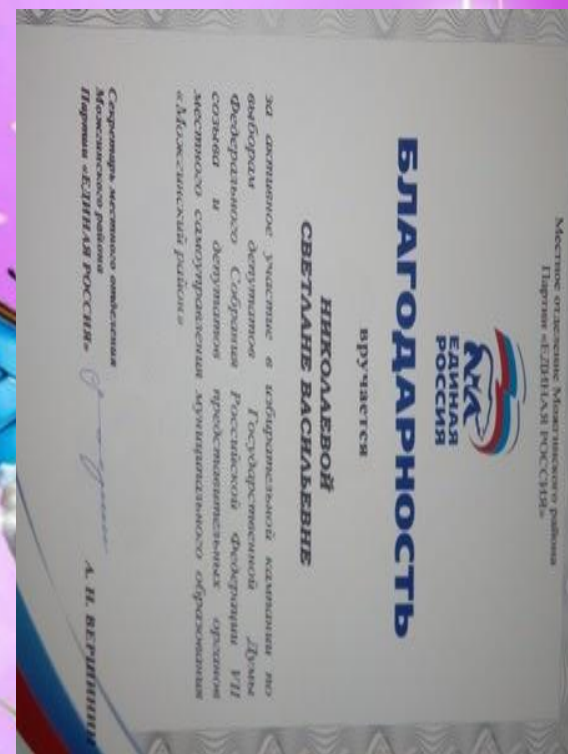 Местное отделение Можгинского района
Партии «ЕДИНАЯ РОССИЯ»
ЕДИНАЯ
РОССИЯ
БЛАГОДАРНОСТЬ
вручается
НИКОЛАЕВОЙ
СВЕТЛАНЕ ВАСИЛЬЕВНЕ
за активное участие в избирательной кампании по
выборам депутатов Государственной Думы
Федерального Собрания Российской Федерации VII
созыва и депутатов представительных органов
местного самоуправления муниципального образования
«Можгинский район»
Секретарь местного отделения
Можгинского района
Партии «ЕДИНАЯ РОССИЯ»
А. Н. ВЕРШИНИН